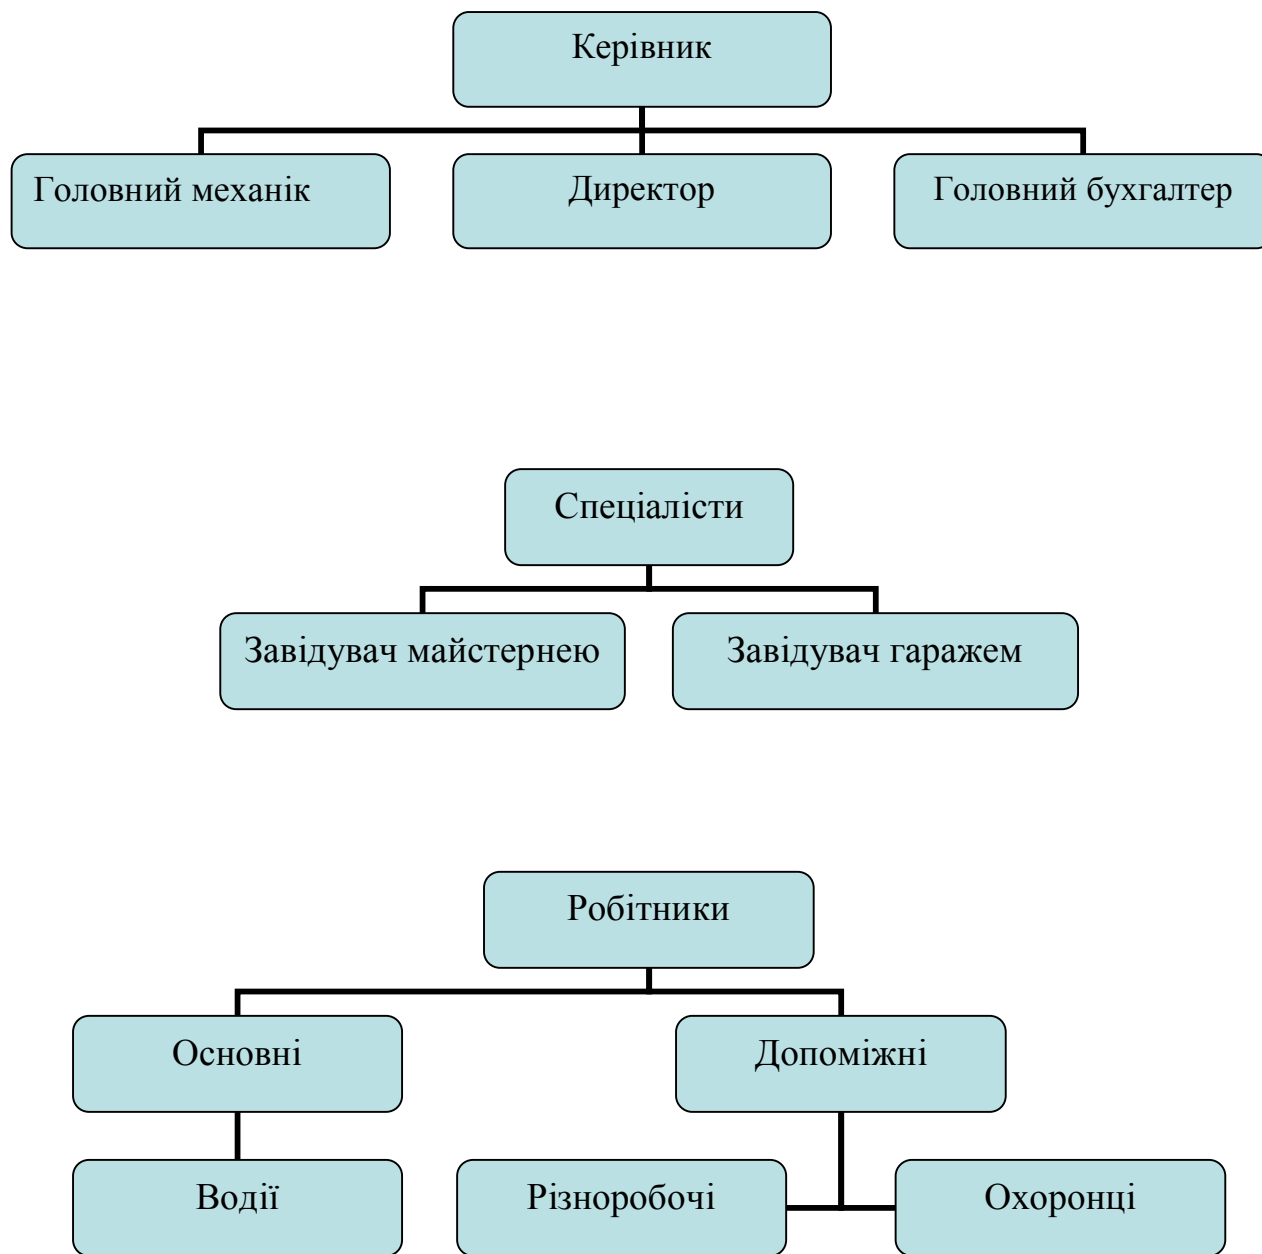 Керівник
Головний механік
Директор
Головний бухгалтер
Спеціалісти
Завідувач майстернею
Завідувач гаражем
Робітники
Основні
Допоміжні
Водії
Різноробочі
Охоронці